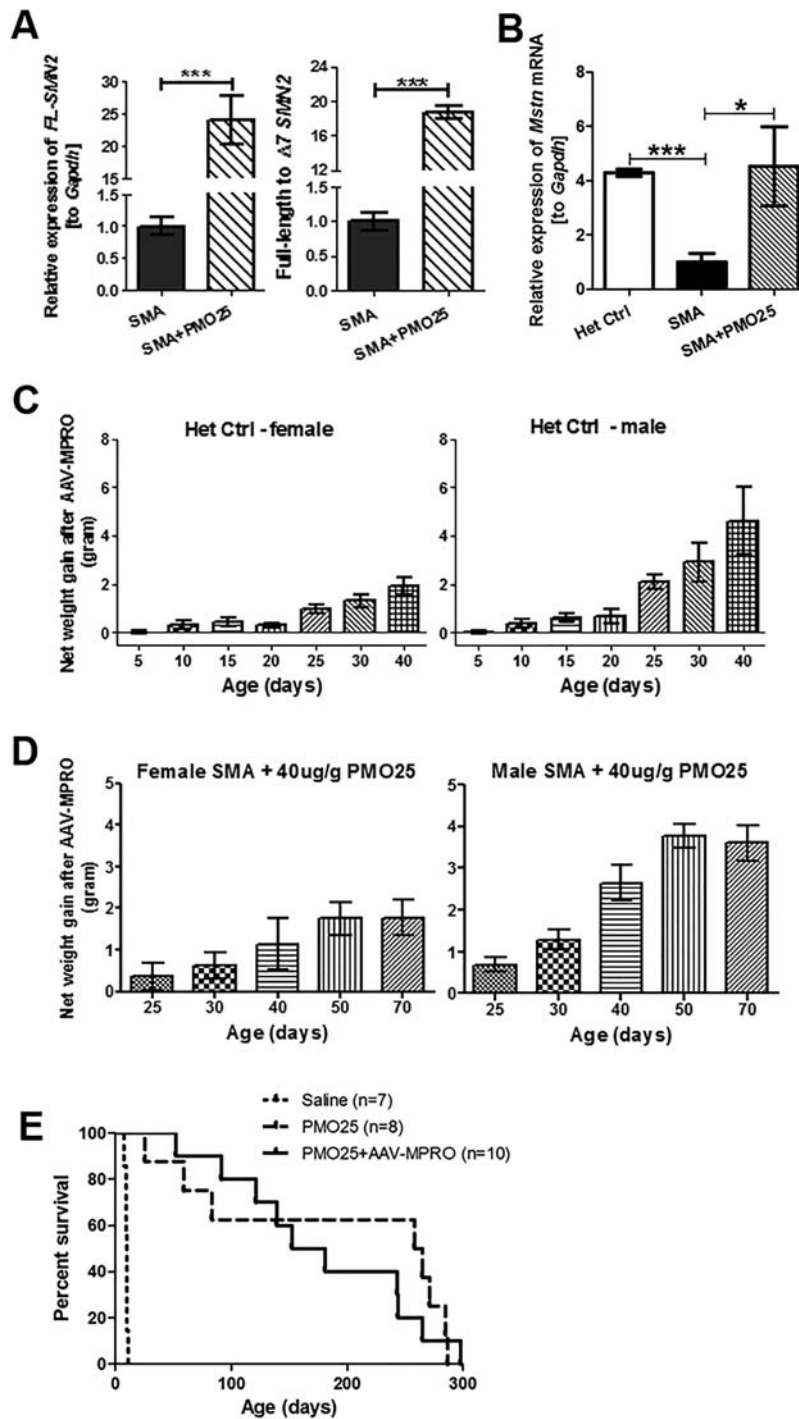 A
Relative expression of FL-SMN2
[to Gapdh]
30
25
20
15
10
1.5
1.0
0.5
0.0
***
SMA
SMA+PMO25
Full-length to Δ7 SMN2
24
20
16
12
1.5
1.0
0.5
0.0
***
SMA
SMA+PMO25
B
Relative expression of Mstn mRNA
[to Gapdh]
8
6
4
2
0
***
*
Het Ctrl
SMA
SMA+PMO25
C
Net weight gain after AAV-MPRO
(gram)
Het Ctrl - female
8
6
4
2
0
5 10 15 20 25 30 40
Age (days)
Het Ctrl - male
8
6
4
2
0
5 10 15 20 25 30 40
Age (days)
D
Net weight gain after AAV-MPRO
(gram)
Female SMA + 40ug/g PMO25
5
4
3
2
1
0
25 30 40 50 70
Age (days)
Male SMA + 40ug/g PMO25
5
4
3
2
1
0
25 30 40 50 70
Age (days)
E
Saline (n=7)
PMO25 (n=8)
PMO25+AAV-MPRO (n=10)
Percent survival
100
80
60
40
20
0
0 100 200 300
Age (days)